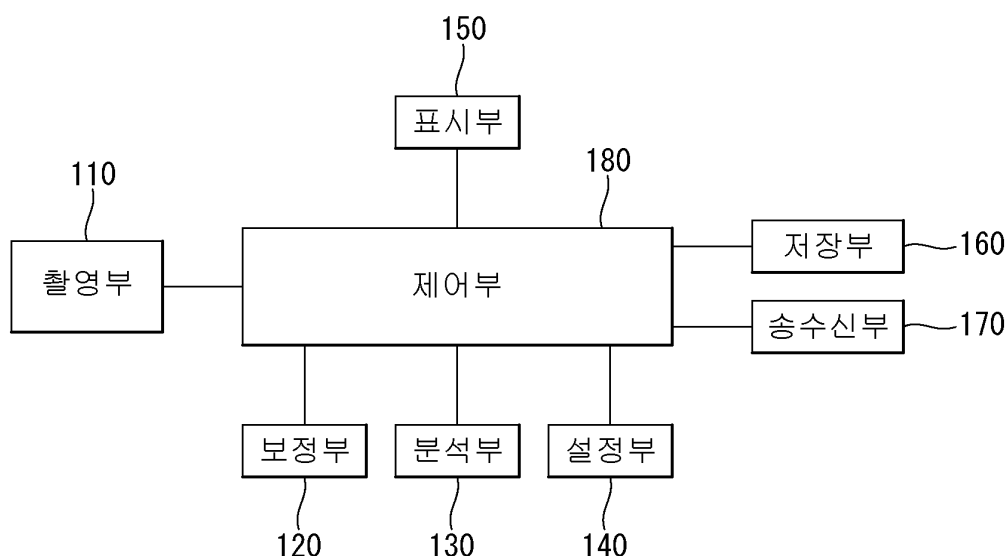 150
표시부
110
180
촬영부
제어부
저장부
160
송수신부
170
보정부
분석부
설정부
120
130
140